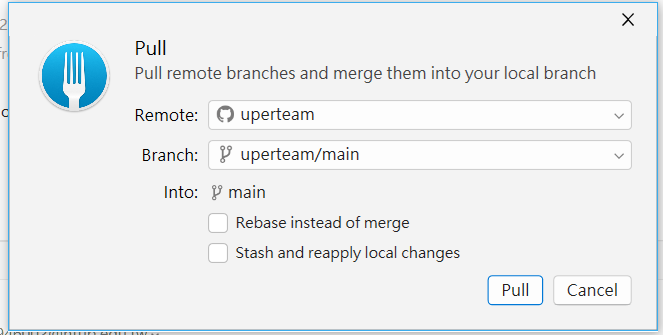 Pull
Pull remote branches and merge them into your local branch
Remote: uperteam
Branch: uperteam/main
Into: main
Rebase instead of merge
Stash and reapply local changes
Pull Cancel